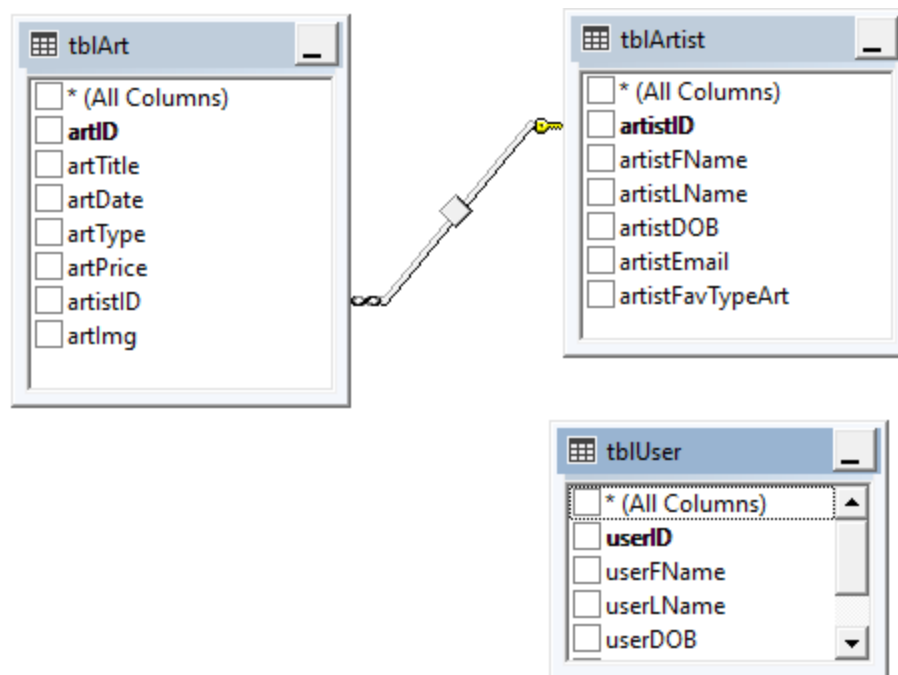 tblArt
* (All Columns)
artID
artTitle
artDate
artType
artPrice
artistID
artImg
tblArtist
* (All Columns)
artistID
artistFName
artistLName
artistDOB
artistEmail
artistFavTypeArt
tblUser
* (All Columns)
userID
userFName
userLName
userDOB